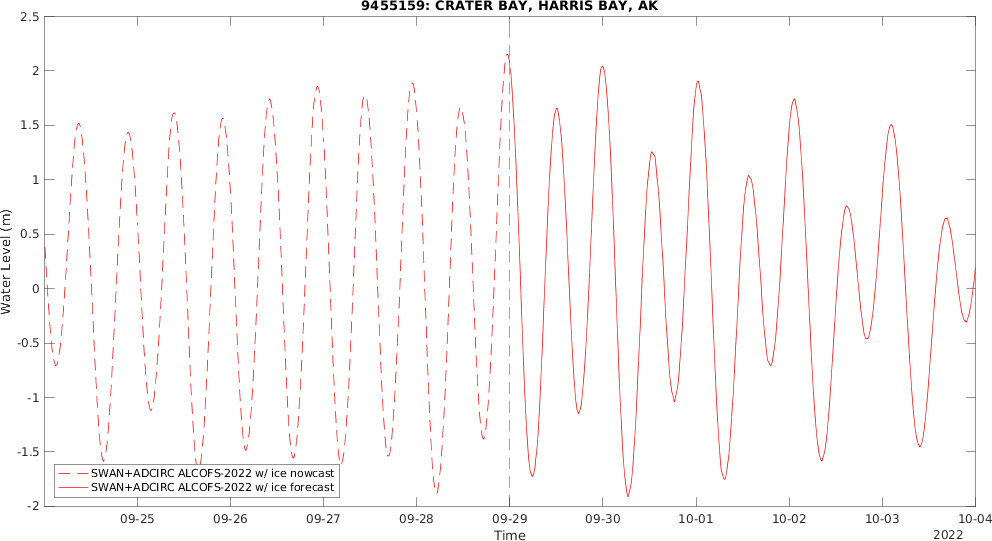 9455159: CRATER BAY, HARRIS BAY, AK
2.5
2
1.5
1
0.5
0
-0.5
-1
-1.5
-2
Water Level (m)
SWAN+ADCIRC ALCOFS-2022 w/ ice nowcast
SWAN+ADCIRC ALCOFS-2022 w/ ice forecast
09-25 09-26 09-27 09-28 09-29 09-30 10-01 10-02 10-03 10-04
Time
2022